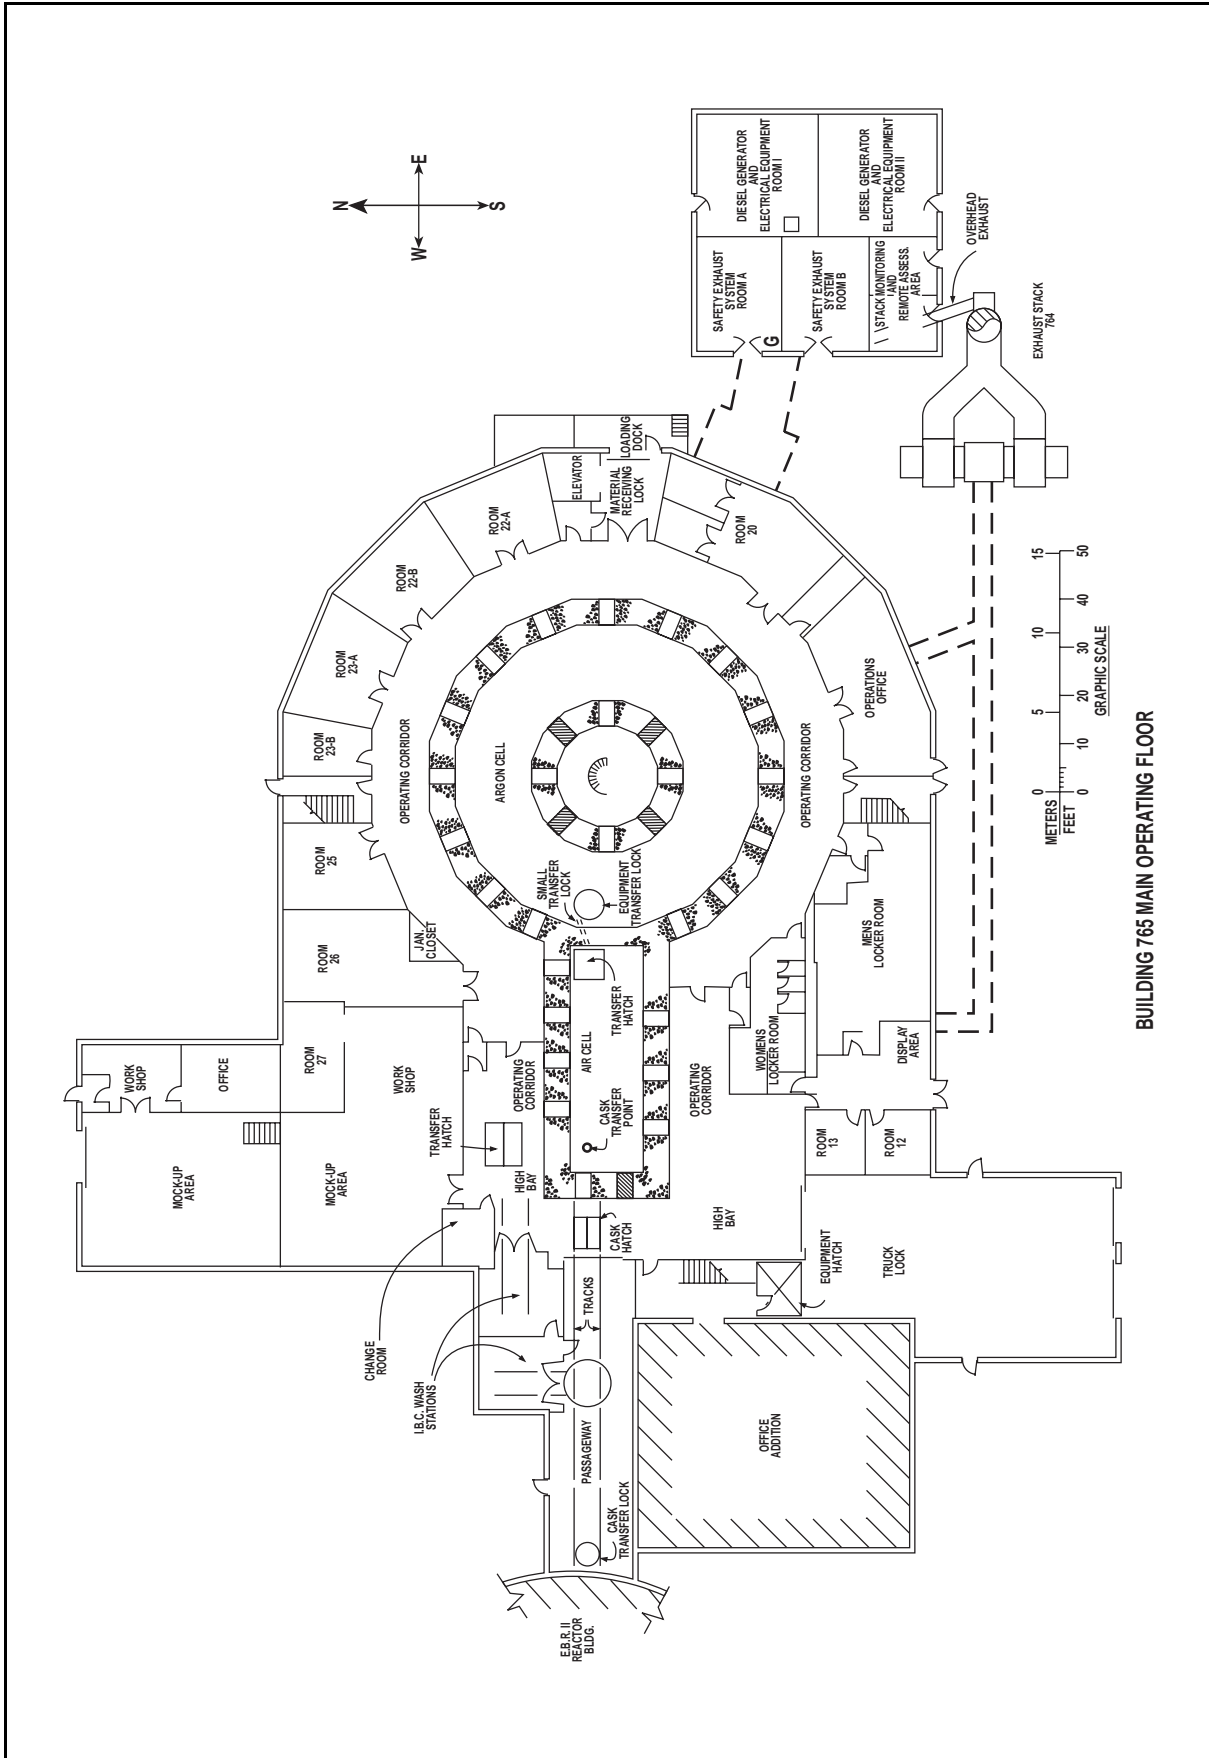 N
E
S
W
DIESEL GENERATOR
AND
ELECTRICAL EQUIPMENT
ROOM I
DIESEL GENERATOR
AND
ELECTRICAL EQUIPMENT
ROOM II
SAFETY EXHAUST
SYSTEM
ROOM A
SAFETY EXHAUST
SYSTEM
ROOM B
STACK MONITORING
AND
REMOTE ASSESS.
AREA
G
OVERHEAD
EXHAUST
EXHAUST STACK
764
LOADING
DOCK
ELEVATOR
MATERIAL
RECEIVING
LOCK
ROOM
22-A
ROOM
20
ROOM
22-B
ROOM
23-A
ROOM
23-B
OPERATING CORRIDOR
ARGON CELL
OPERATING CORRIDOR
OPERATIONS
OFFICE
ROOM
25
ROOM
26
JAN.
CLOSET
SMALL
TRANSFER
LOCK
EQUIPMENT
TRANSFER LOCK
MENS
LOCKER ROOM
WOMENS
LOCKER ROOM
DISPLAY
AREA
TRANSFER
HATCH
AIR CELL
CASK
TRANSFER
POINT
OPERATING
CORRIDOR
OPERATING
CORRIDOR
WORK
SHOP
OFFICE
ROOM
27
WORK
SHOP
TRANSFER
HATCH
MOCK-UP
AREA
MOCK-UP
AREA
HIGH
BAY
HIGH
BAY
ROOM
13
ROOM
12
CASK
HATCH
EQUIPMENT
HATCH
TRUCK
LOCK
TRACKS
CHANGE
ROOM
I.B.C. WASH
STATIONS
PASSAGEWAY
OFFICE
ADDITION
CASK
TRANSFER LOCK
E.B.R. II
REACTOR
BLDG.
METERS
0 5 10 15
FEET
0 10 20 30 40 50
GRAPHIC SCALE
BUILDING 765 MAIN OPERATING FLOOR